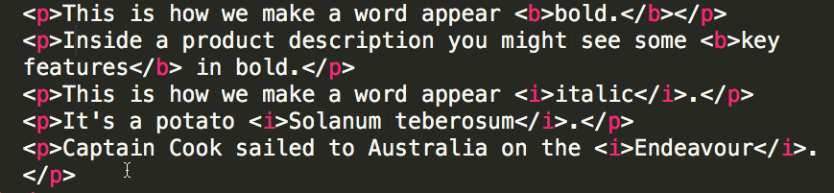 <p>This is how we make a word appear <b>bold.</b></p>
<p>Inside a product description you might see some <b>key
features</b> in bold.</p>
<p>This is how we make a word appear <i>italic</i>.</p>
<p>It's a potato <i>Solanum teberosum</i>.</p>
<p>Captain Cook sailed to Australia on the <i>Endeavour</i>.
</p>